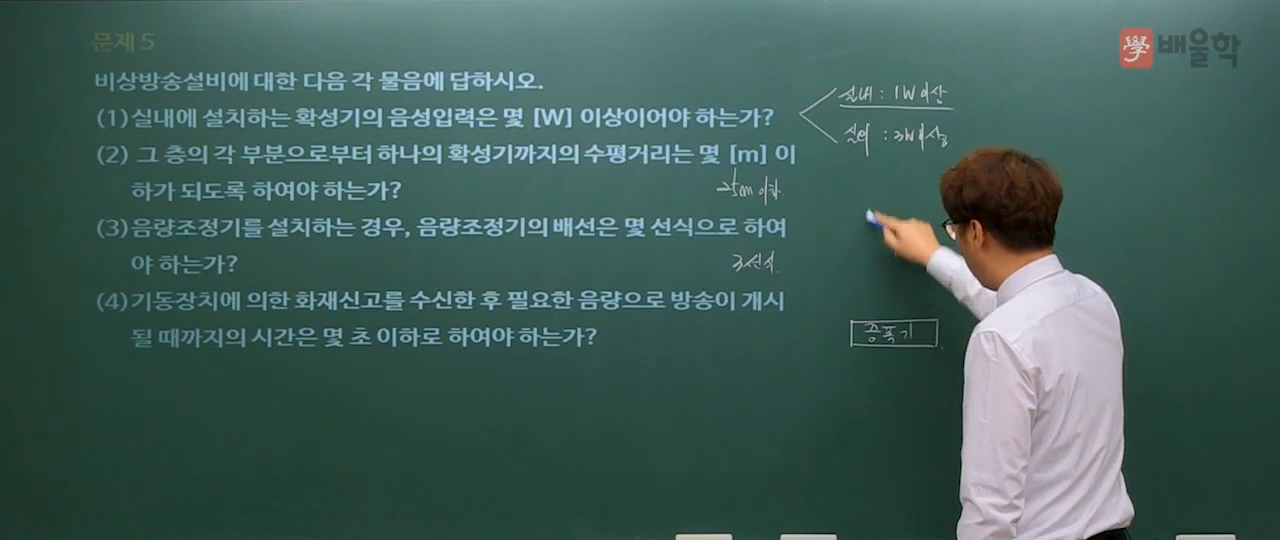 문제 5
學 배울학
비상방송설비에 대한 다음 각 물음에 답하시오.
(1) 실내에 설치하는 확성기의 음성입력은 몇 [W] 이상이어야 하는가?
실내 : 1W 이상
실외 : 3W 이상
(2) 그 층의 각 부분으로부터 하나의 확성기까지의 수평거리는 몇 [m] 이
하가 되도록 하여야 하는가?
25m 이하.
(3) 음량조정기를 설치하는 경우, 음량조정기의 배선은 몇 선식으로 하여
야 하는가?
3선식.
(4) 기동장치에 의한 화재신고를 수신한 후 필요한 음량으로 방송이 개시
될 때까지의 시간은 몇 초 이하로 하여야 하는가?
증폭기